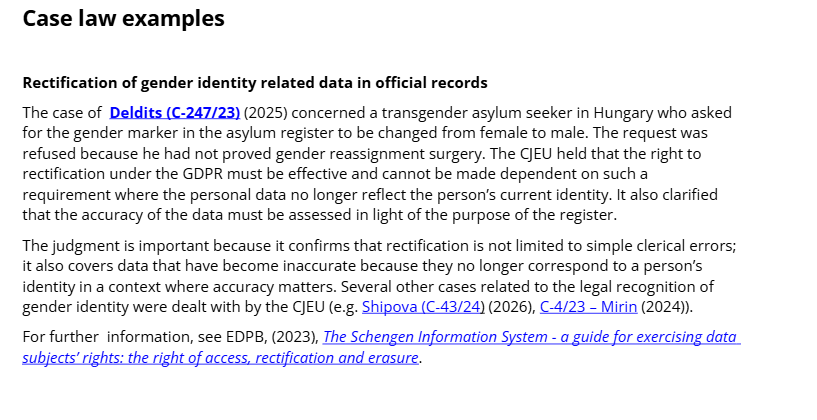 Case law examples
Rectification of gender identity related data in official records
The case of  Deldits (C-247/23) (2025) concerned a transgender asylum seeker in Hungary who asked
for the gender marker in the asylum register to be changed from female to male. The request was
refused because he had not proved gender reassignment surgery. The CJEU held that the right to
rectification under the GDPR must be effective and cannot be made dependent on such a
requirement where the personal data no longer reflect the person's current identity. It also clarified
that the accuracy of the data must be assessed in light of the purpose of the register.
The judgment is important because it confirms that rectification is not limited to simple clerical errors;
it also covers data that have become inaccurate because they no longer correspond to a person's
identity in a context where accuracy matters. Several other cases related to the legal recognition of
gender identity were dealt with by the CJEU (e.g. Shipova (C-43/24) (2026), C-4/23 – Mirin (2024)).
For further  information, see EDPB, (2023), The Schengen Information System - a guide for exercising data
subjects' rights: the right of access, rectification and erasure.